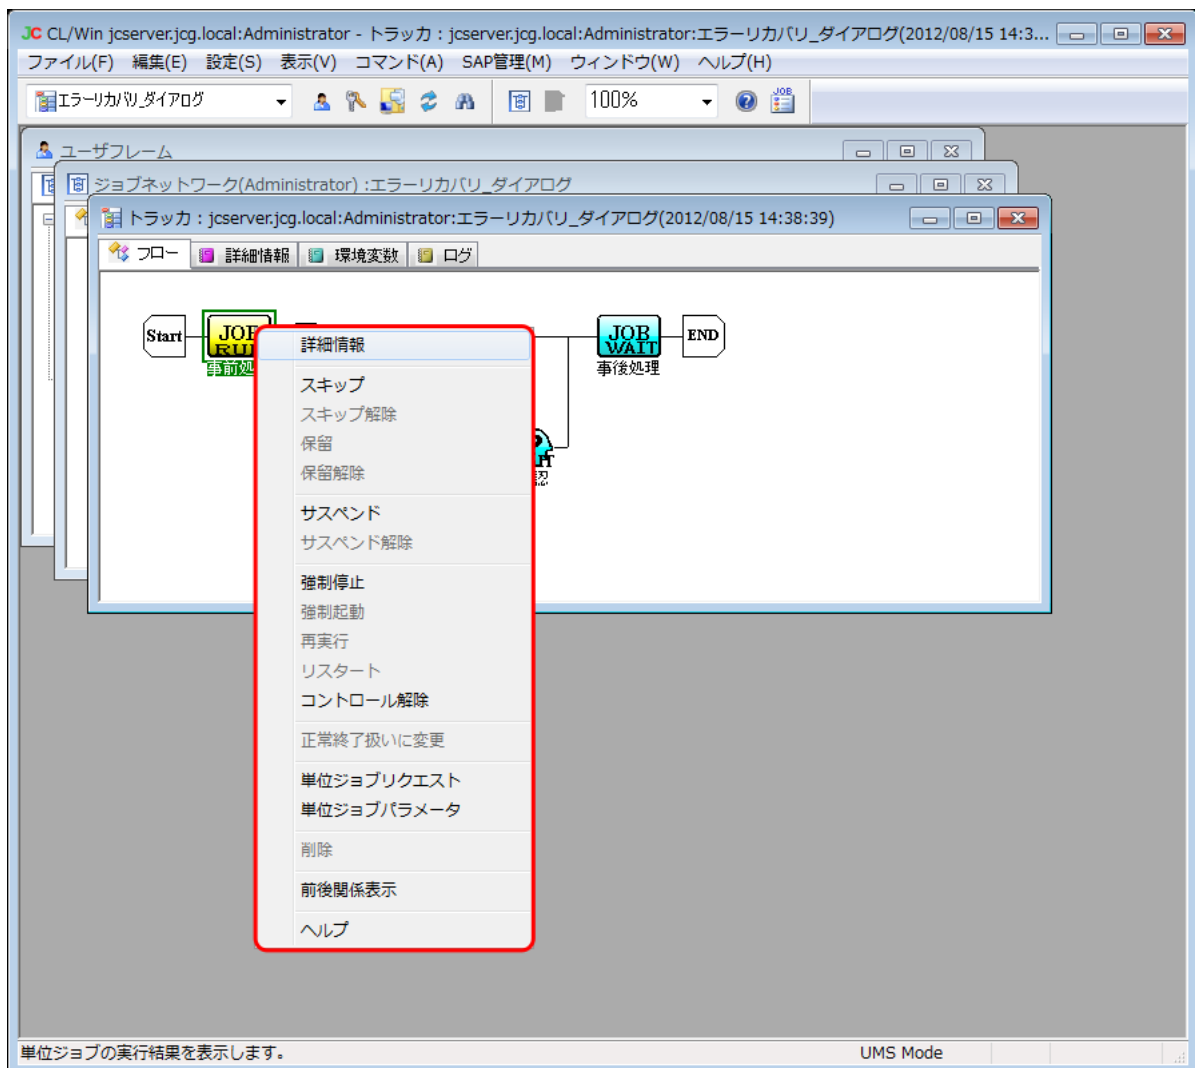 JC CL/Win jcserver.jcg.local:Administrator - トラッカ : jcserver.jcg.local:Administrator:エラーリカバリ_ダイアログ(2012/08/15 14:3...
ファイル(F) 編集(E) 設定(S) 表示(V) コマンド(A) SAP管理(M) ウィンドウ(W) ヘルプ(H)
エラーリカバリ_ダイアログ 100% JOB
ユーザフレーム
ジョブネットワーク(Administrator) :エラーリカバリ_ダイアログ
トラッカ : jcserver.jcg.local:Administrator:エラーリカバリ_ダイアログ(2012/08/15 14:38:39)
フロー 詳細情報 環境変数 ログ
Start JOB WAIT END
事前処 事後処理
詳細情報
スキップ
スキップ解除
保留
保留解除
サスペンド
サスペンド解除
強制停止
強制起動
再実行
リスタート
コントロール解除
正常終了扱いに変更
単位ジョブリクエスト
単位ジョブパラメータ
削除
前後関係表示
ヘルプ
単位ジョブの実行結果を表示します。 UMS Mode